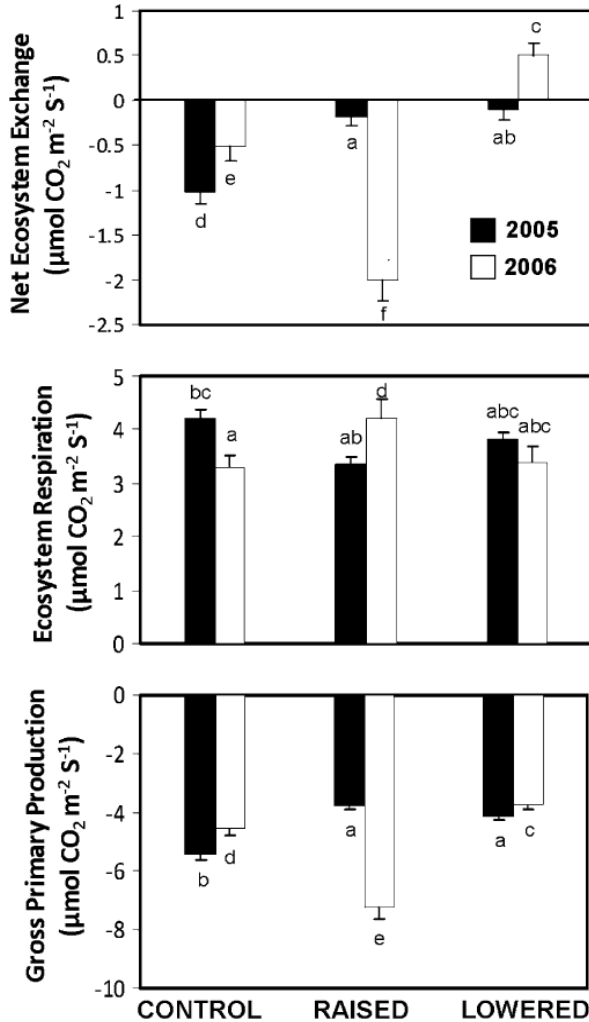 Net Ecosystem Exchange
(µmol CO₂ m⁻² S⁻¹)
1
0.5
0
-0.5
-1
-1.5
-2
-2.5
d
e
a
f
ab
c
2005
2006
Ecosystem Respiration
(µmol CO₂ m⁻² S⁻¹)
5
4
3
2
1
0
bc
a
ab
d
abc
abc
Gross Primary Production
(µmol CO₂ m⁻² S⁻¹)
0
-2
-4
-6
-8
-10
b
d
a
e
a
c
CONTROL RAISED LOWERED